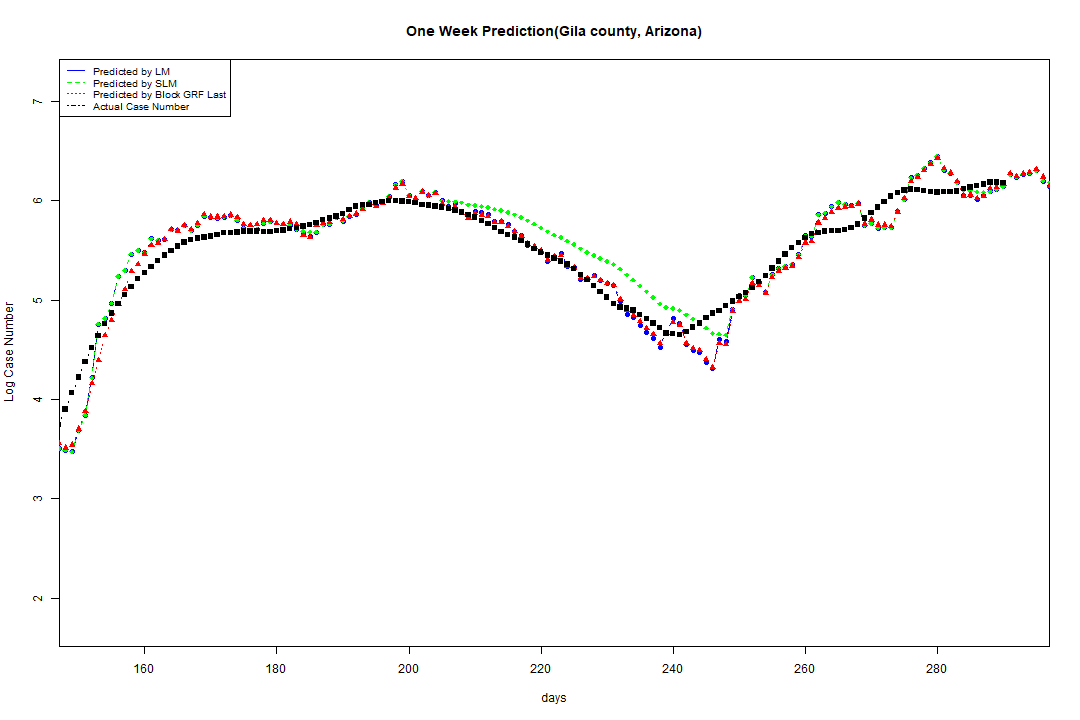 One Week Prediction(Gila county, Arizona)
Predicted by LM
Predicted by SLM
Predicted by Block GRF Last
Actual Case Number
7
6
5
4
3
2
Log Case Number
160 180 200 220 240 260 280
days